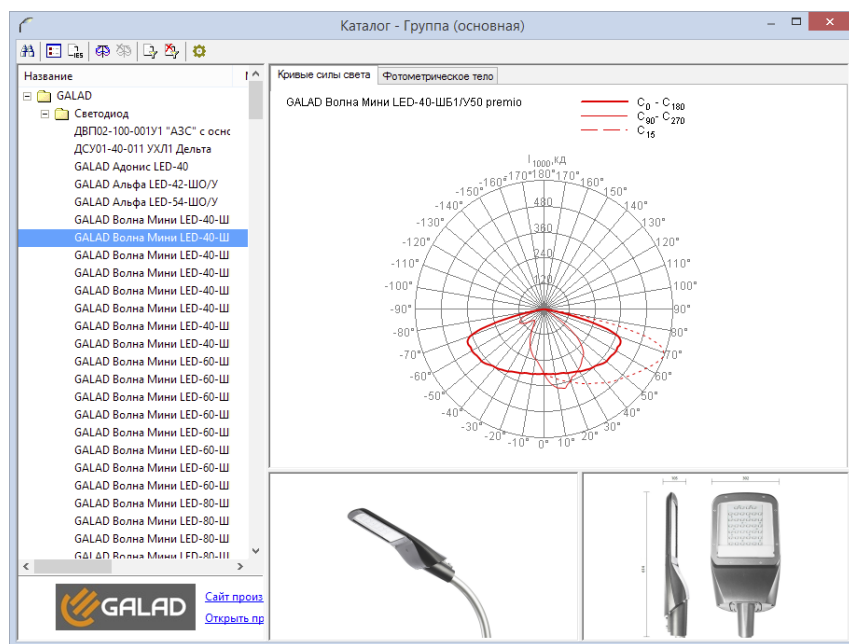 Каталог - Группа (основная)
IES
Название
GALAD
Светодиод
ДВП02-100-001У1 "АЗС" с осно
ДСУ01-40-011 УХЛ1 Дельта
GALAD Адонис LED-40
GALAD Альфа LED-42-ШО/У
GALAD Альфа LED-54-ШО/У
GALAD Волна Мини LED-40-Ш
GALAD Волна Мини LED-40-Ш
GALAD Волна Мини LED-40-Ш
GALAD Волна Мини LED-40-Ш
GALAD Волна Мини LED-40-Ш
GALAD Волна Мини LED-40-Ш
GALAD Волна Мини LED-40-Ш
GALAD Волна Мини LED-40-Ш
GALAD Волна Мини LED-60-Ш
GALAD Волна Мини LED-60-Ш
GALAD Волна Мини LED-60-Ш
GALAD Волна Мини LED-60-Ш
GALAD Волна Мини LED-60-Ш
GALAD Волна Мини LED-60-Ш
GALAD Волна Мини LED-60-Ш
GALAD Волна Мини LED-60-Ш
GALAD Волна Мини LED-80-Ш
GALAD Волна Мини LED-80-Ш
GALAD Волна Мини LED-80-Ш
GALAD Волна Мини LED-80-Ш
GALAD
Сайт произ
Открыть пр
Кривые силы света
Фотометрическое тело
GALAD Волна Мини LED-40-ШБ1/У50 premio
C0 - C180
C90 - C270
C15
I1000,кд
-160° -170° 180° 170° 160°
-150° 150°
-140° 140°
-130° 130°
-120° 120°
-110° 110°
-100° 100°
-90° 90°
-80° 80°
-70° 70°
-60° 60°
-50° 50°
-40° 40°
-30° 30°
-20° -10° 0° 10° 20°
480
360
240
120